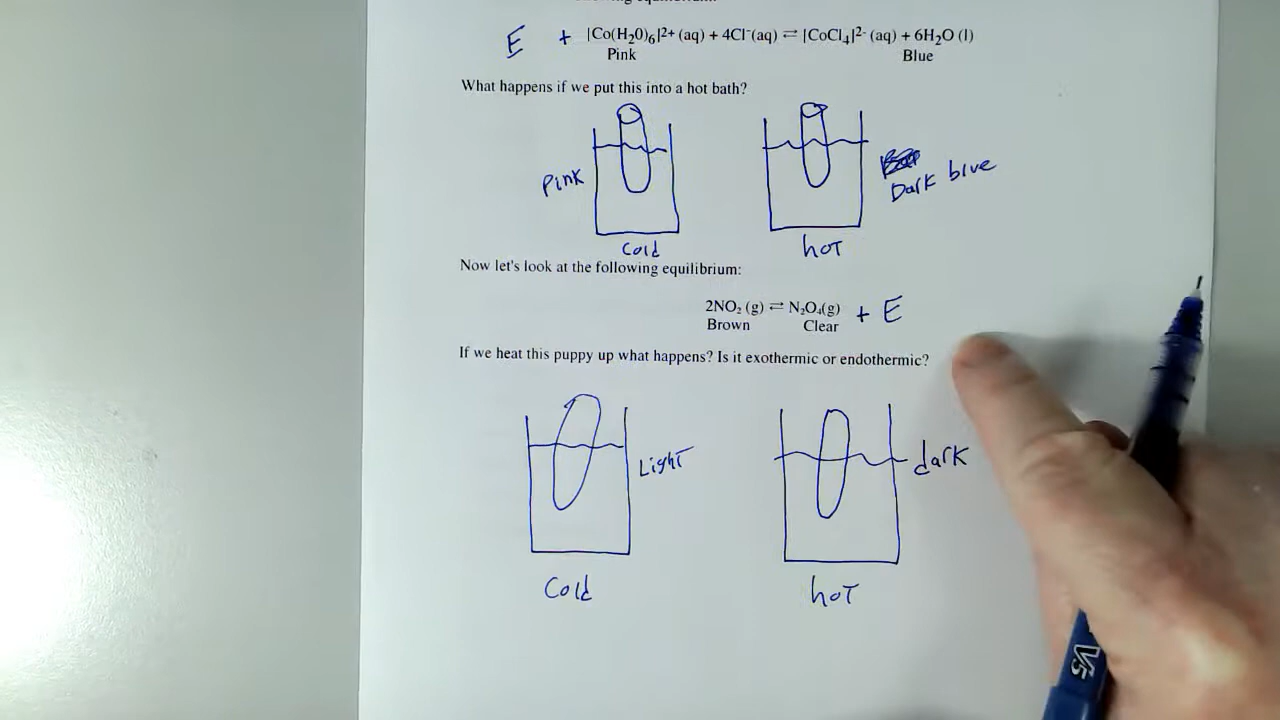 E + |Co(H₂0)₆|²⁺ (aq) + 4Cl⁻(aq) ⇌ |CoCl₄|²⁻ (aq) + 6H₂O (l)
Pink Blue
What happens if we put this into a hot bath?
Pink Dark blue
cold hot
Now let's look at the following equilibrium:
2NO₂ (g) ⇌ N₂O₄(g) + E
Brown Clear
If we heat this puppy up what happens? Is it exothermic or endothermic?
Light dark
Cold hot
V5